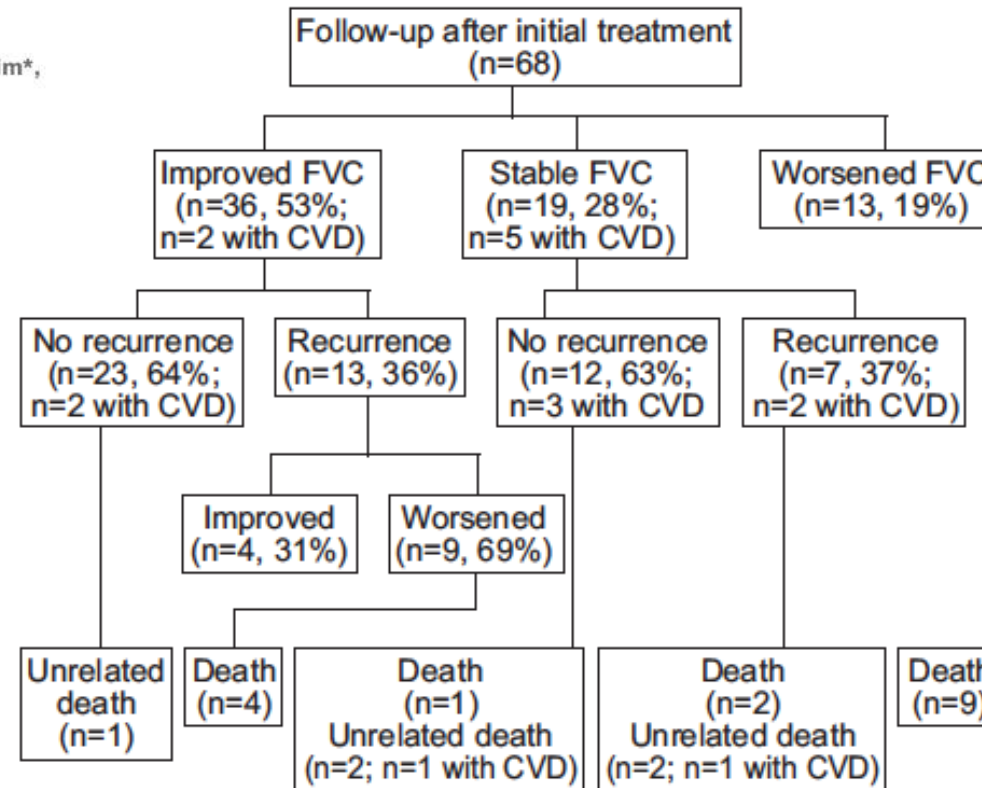 im*,
Follow-up after initial treatment
(n=68)
Improved FVC
(n=36, 53%;
n=2 with CVD)
Stable FVC
(n=19, 28%;
n=5 with CVD)
Worsened FVC
(n=13, 19%)
No recurrence
(n=23, 64%;
n=2 with CVD)
Recurrence
(n=13, 36%)
No recurrence
(n=12, 63%;
n=3 with CVD
Recurrence
(n=7, 37%;
n=2 with CVD)
Improved
(n=4, 31%)
Worsened
(n=9, 69%)
Unrelated
death
(n=1)
Death
(n=4)
Death
(n=1)
Unrelated death
(n=2; n=1 with CVD)
Death
(n=2)
Unrelated death
(n=2; n=1 with CVD)
Death
(n=9)